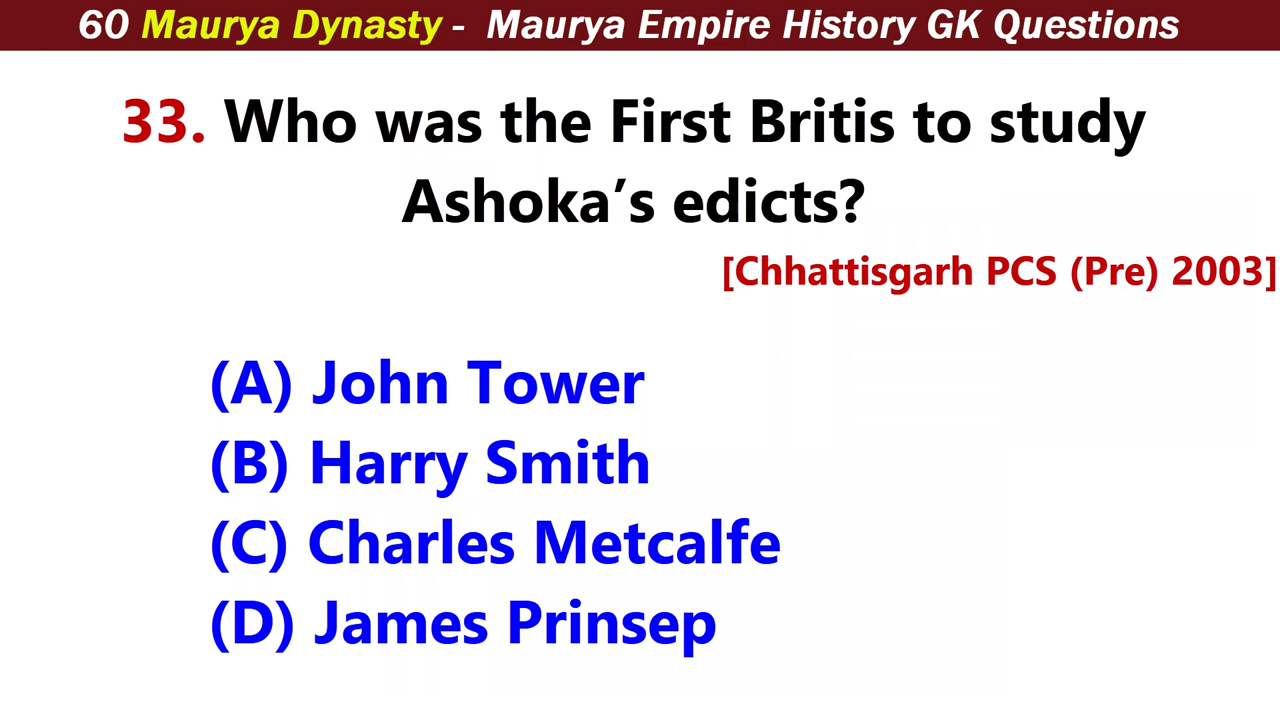 60 Maurya Dynasty - Maurya Empire History GK Questions
33. Who was the First Britis to study
Ashoka’s edicts?
[Chhattisgarh PCS (Pre) 2003]
(A) John Tower
(B) Harry Smith
(C) Charles Metcalfe
(D) James Prinsep